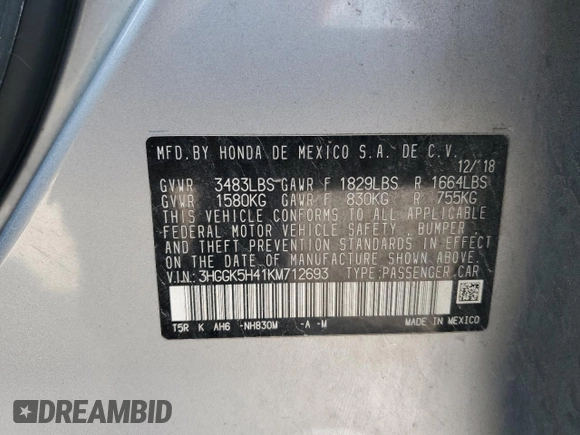 MFD.BY HONDA DE MEXICO S.A. DE C.V.
12/'18
GVWR 3483LBS GAWR F 1829LBS R 1664LBS
GVWR 1580KG GAWR F 830KG R 755KG
THIS VEHICLE CONFORMS TO ALL APPLICABLE
FEDERAL MOTOR VEHICLE SAFETY, BUMPER
AND THEFT PREVENTION STANDARDS IN EFFECT
ON THE DATE OF MANUFACTURE SHOWN ABOVE.
V.I.N: 3HGGK5H41KM712693 TYPE:PASSENGER CAR
T5R K AH6 -NH830M -A -M MADE IN MEXICO
DREAMBID